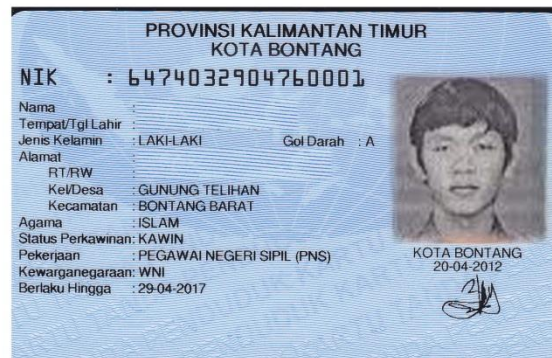 PROVINSI KALIMANTAN TIMUR
KOTA BONTANG
NIK : 6474032904760001
Nama :
Tempat/Tgl Lahir :
Jenis Kelamin : LAKI-LAKI Gol Darah : A
Alamat :
RT/RW :
Kel/Desa : GUNUNG TELIHAN
Kecamatan : BONTANG BARAT
Agama : ISLAM
Status Perkawinan: KAWIN
Pekerjaan : PEGAWAI NEGERI SIPIL (PNS)
Kewarganegaraan: WNI
Berlaku Hingga : 29-04-2017
KOTA BONTANG
20-04-2012